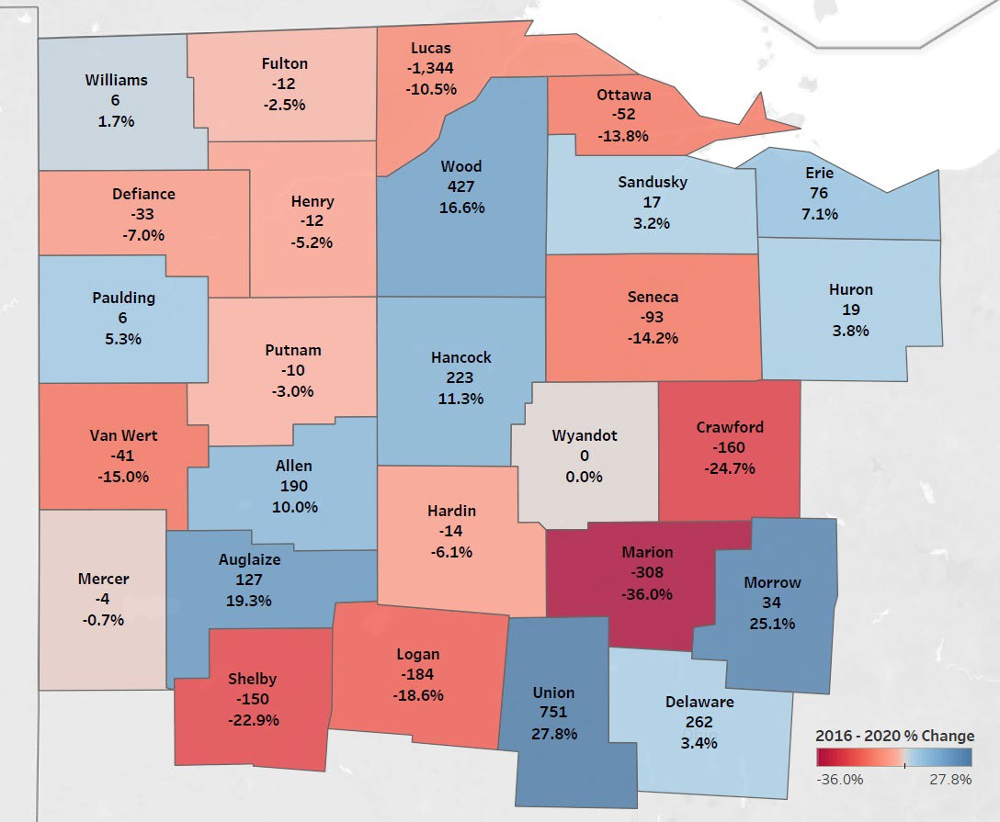 Williams
6
1.7%
Fulton
-12
-2.5%
Lucas
-1,344
-10.5%
Ottawa
-52
-13.8%
Wood
427
16.6%
Sandusky
17
3.2%
Erie
76
7.1%
Defiance
-33
-7.0%
Henry
-12
-5.2%
Paulding
6
5.3%
Putnam
-10
-3.0%
Hancock
223
11.3%
Seneca
-93
-14.2%
Huron
19
3.8%
Van Wert
-41
-15.0%
Allen
190
10.0%
Wyandot
0
0.0%
Crawford
-160
-24.7%
Hardin
-14
-6.1%
Mercer
-4
-0.7%
Auglaize
127
19.3%
Marion
-308
-36.0%
Morrow
34
25.1%
Shelby
-150
-22.9%
Logan
-184
-18.6%
Union
751
27.8%
Delaware
262
3.4%
2016 - 2020 % Change
-36.0% 27.8%